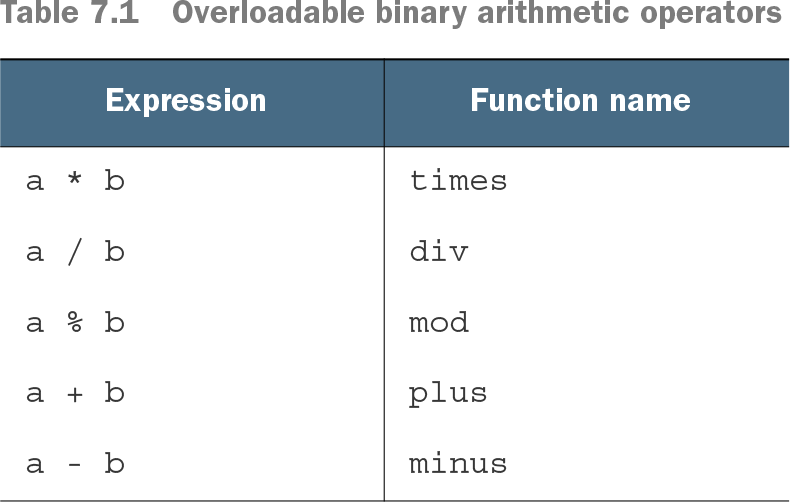 Table 7.1 Overloadable binary arithmetic operators
Expression Function name
a * b times
a / b div
a % b mod
a + b plus
a - b minus